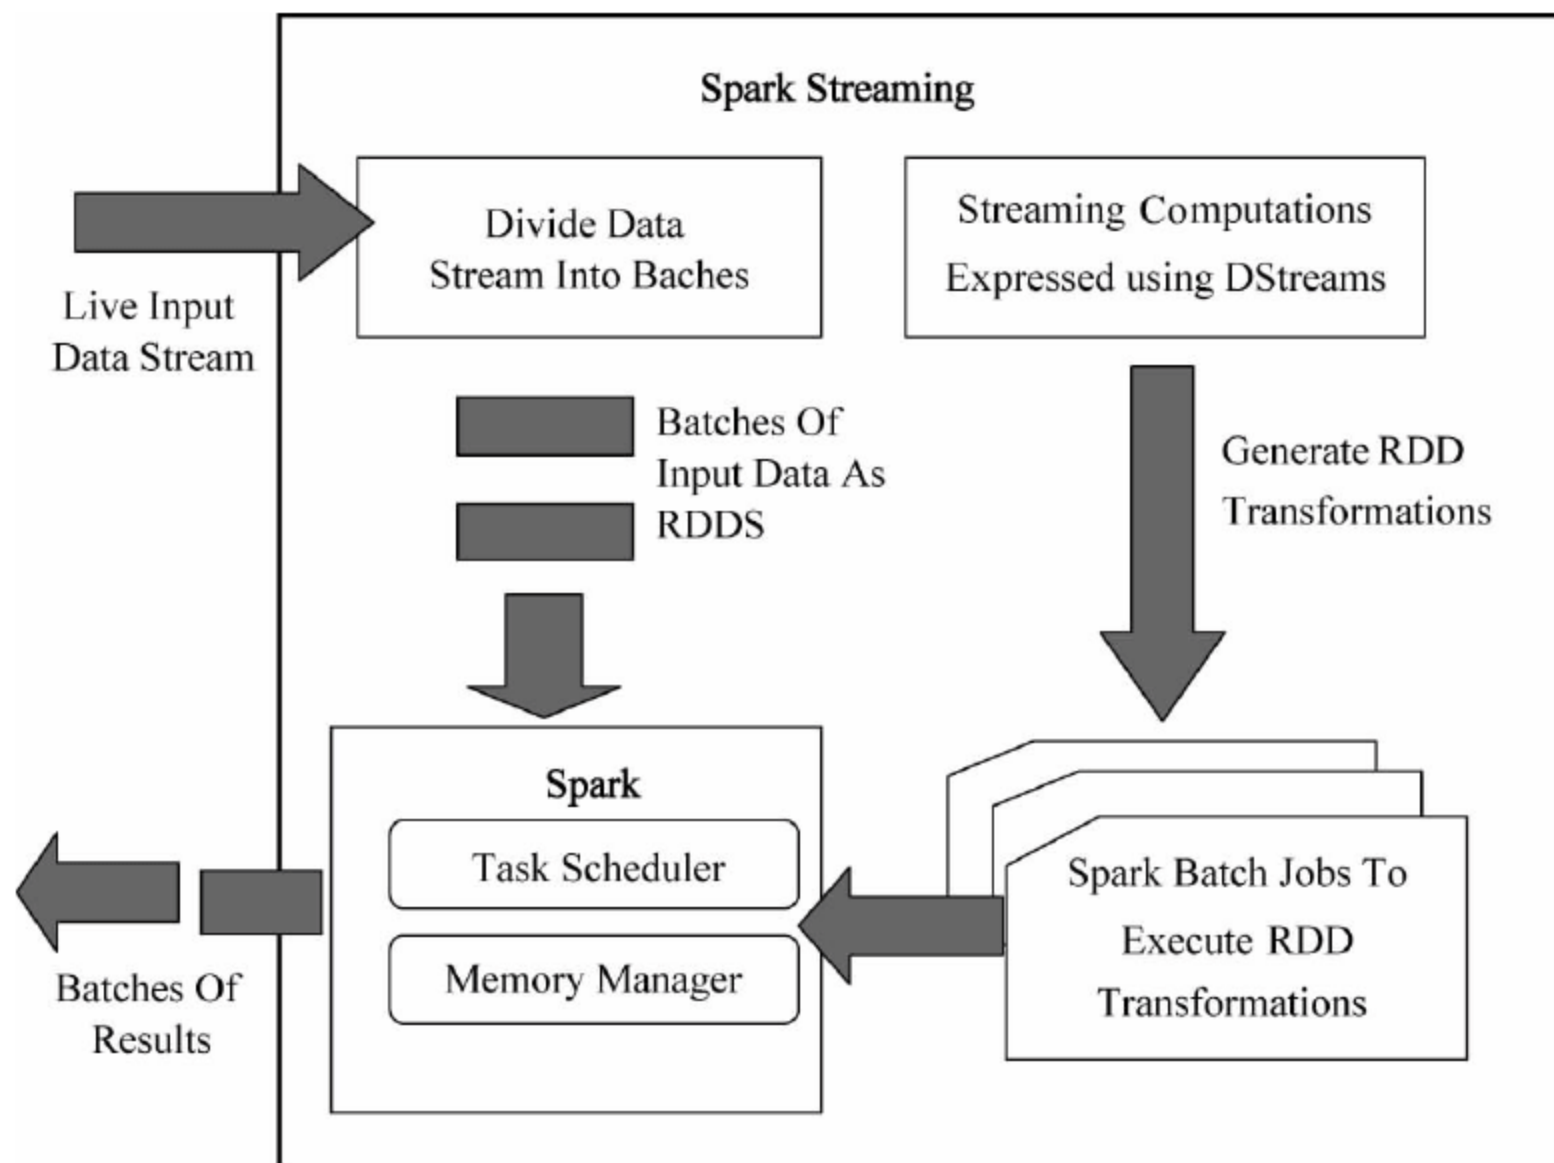 Spark Streaming
Divide Data
Stream Into Baches
Streaming Computations
Expressed using DStreams
Live Input
Data Stream
Batches Of
Input Data As
RDDS
Generate RDD
Transformations
Spark
Task Scheduler
Memory Manager
Spark Batch Jobs To
Execute RDD
Transformations
Batches Of
Results